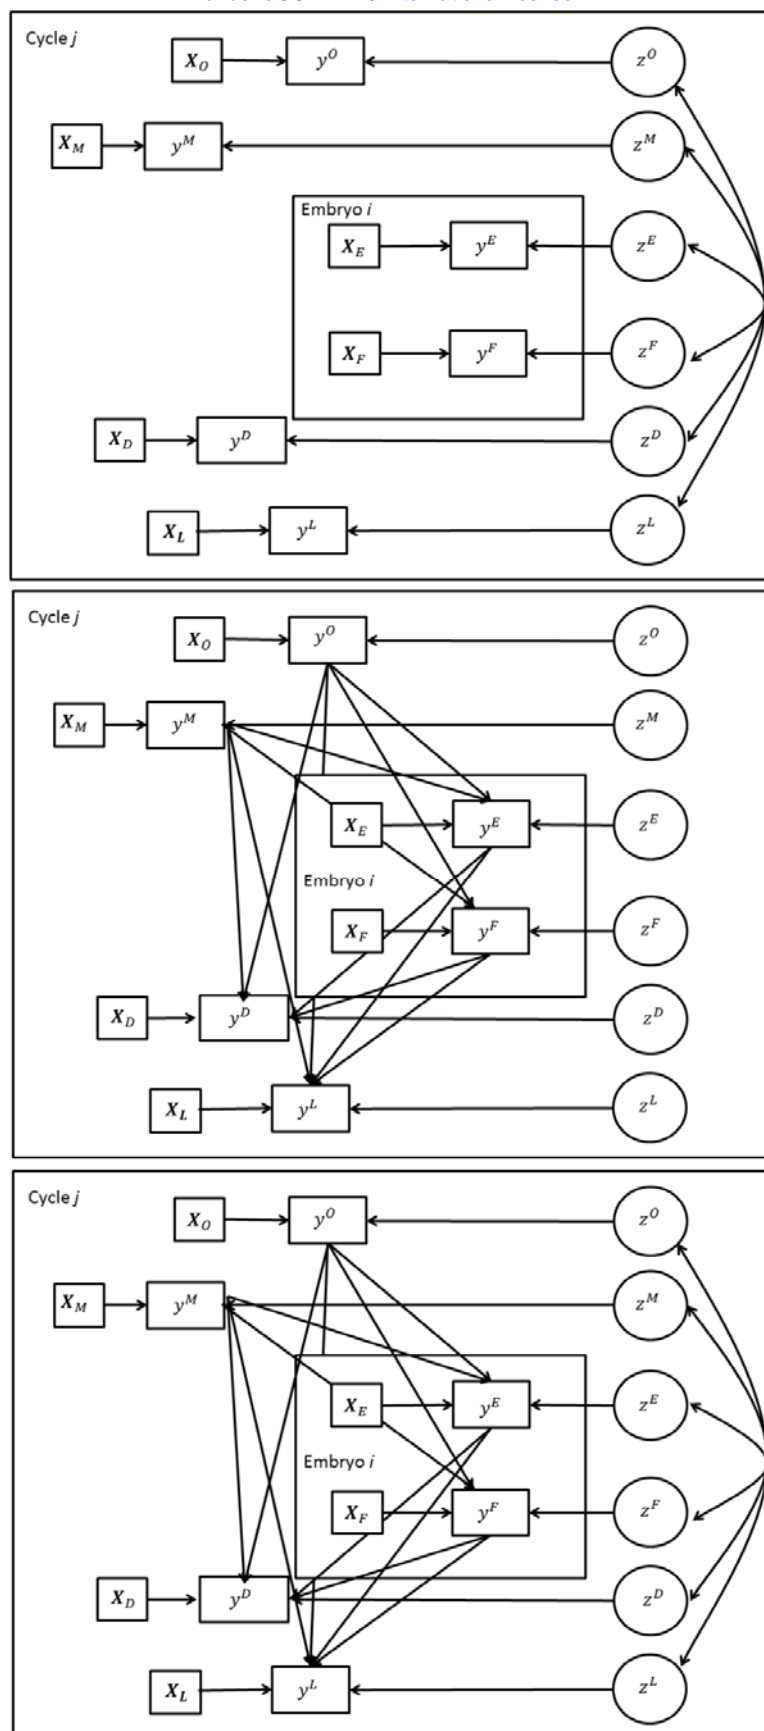 Cycle j
X_O y^O z^O
X_M y^M z^M
Embryo i
X_E y^E z^E
X_F y^F z^F
X_D y^D z^D
X_L y^L z^L
Cycle j
X_O y^O z^O
X_M y^M z^M
X_E y^E z^E
Embryo i
X_F y^F z^F
X_D y^D z^D
X_L y^L z^L
Cycle j
X_O y^O z^O
X_M y^M z^M
X_E y^E z^E
Embryo i
X_F y^F z^F
X_D y^D z^D
X_L y^L z^L